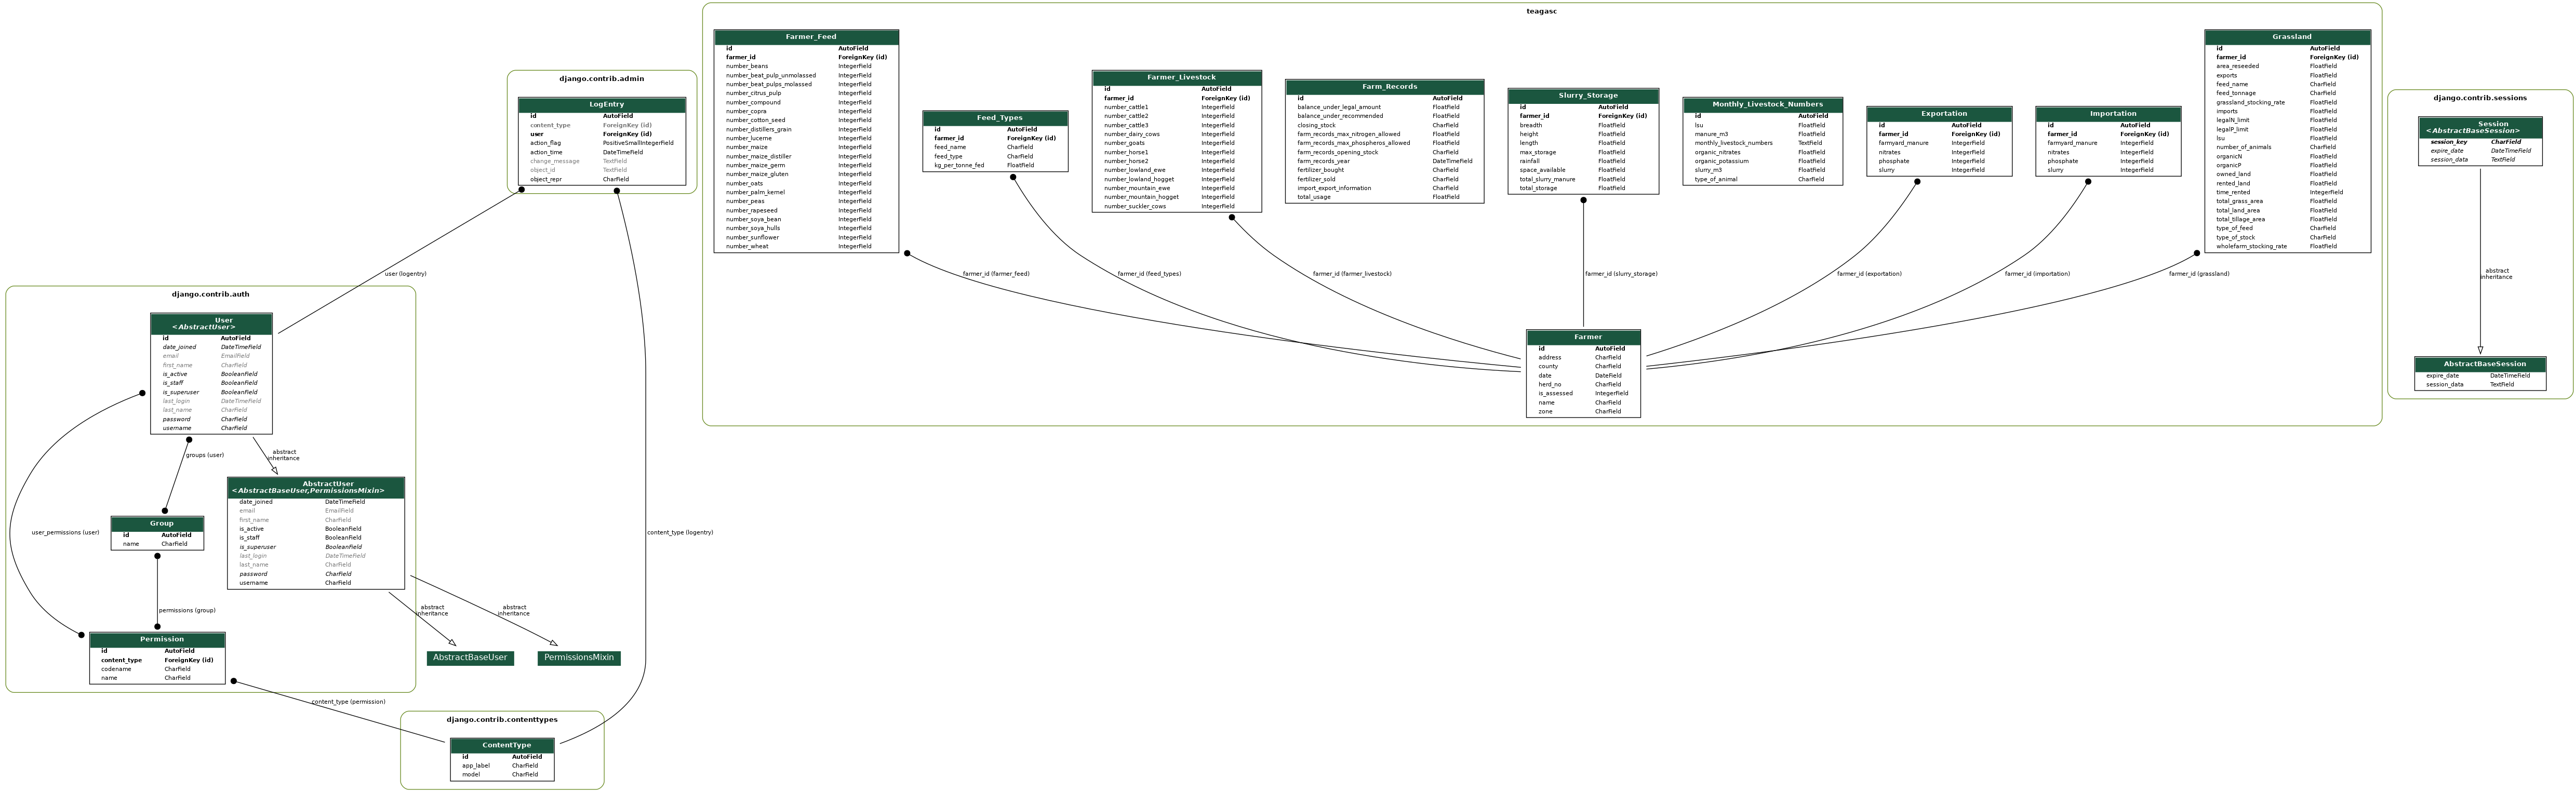 teagasc
Farmer_Feed
id AutoField
farmer_id ForeignKey (id)
number_beans IntegerField
number_beat_pulp_unmolassed IntegerField
number_beat_pulps_molassed IntegerField
number_citrus_pulp IntegerField
number_compound IntegerField
number_copra IntegerField
number_cotton_seed IntegerField
number_distillers_grain IntegerField
number_lucerne IntegerField
number_maize IntegerField
number_maize_distiller IntegerField
number_maize_germ IntegerField
number_maize_gluten IntegerField
number_oats IntegerField
number_palm_kernel IntegerField
number_peas IntegerField
number_rapeseed IntegerField
number_soya_bean IntegerField
number_soya_hulls IntegerField
number_sunflower IntegerField
number_wheat IntegerField
Feed_Types
id AutoField
farmer_id ForeignKey (id)
feed_name CharField
feed_type CharField
kg_per_tonne_fed FloatField
Farmer_Livestock
id AutoField
farmer_id ForeignKey (id)
number_cattle1 IntegerField
number_cattle2 IntegerField
number_cattle3 IntegerField
number_dairy_cows IntegerField
number_goats IntegerField
number_horse1 IntegerField
number_horse2 IntegerField
number_lowland_ewe IntegerField
number_lowland_hogget IntegerField
number_mountain_ewe IntegerField
number_mountain_hogget IntegerField
number_suckler_cows IntegerField
Farm_Records
id AutoField
balance_under_legal_amount FloatField
balance_under_recommended FloatField
closing_stock CharField
farm_records_max_nitrogen_allowed FloatField
farm_records_max_phospheros_allowed FloatField
farm_records_opening_stock CharField
farm_records_year DateTimeField
fertilizer_bought CharField
fertilizer_sold CharField
import_export_information CharField
total_usage FloatField
Slurry_Storage
id AutoField
farmer_id ForeignKey (id)
breadth FloatField
height FloatField
length FloatField
max_storage FloatField
rainfall FloatField
space_available FloatField
total_slurry_manure FloatField
total_storage FloatField
Monthly_Livestock_Numbers
id AutoField
lsu FloatField
manure_m3 FloatField
monthly_livestock_numbers TextField
organic_nitrates FloatField
organic_potassium FloatField
slurry_m3 FloatField
type_of_animal CharField
Exportation
id AutoField
farmer_id ForeignKey (id)
farmyard_manure IntegerField
nitrates IntegerField
phosphate IntegerField
slurry IntegerField
Importation
id AutoField
farmer_id ForeignKey (id)
farmyard_manure IntegerField
nitrates IntegerField
phosphate IntegerField
slurry IntegerField
Grassland
id AutoField
farmer_id ForeignKey (id)
area_reseeded FloatField
exports FloatField
feed_name CharField
feed_tonnage CharField
grassland_stocking_rate FloatField
imports FloatField
legalN_limit FloatField
legalP_limit FloatField
lsu FloatField
number_of_animals CharField
organicN FloatField
organicP FloatField
owned_land FloatField
rented_land FloatField
time_rented IntegerField
total_grass_area FloatField
total_land_area FloatField
total_tillage_area FloatField
type_of_feed CharField
type_of_stock CharField
wholefarm_stocking_rate FloatField
farmer_id (farmer_feed)
farmer_id (feed_types)
farmer_id (farmer_livestock)
farmer_id (slurry_storage)
farmer_id (exportation)
farmer_id (importation)
farmer_id (grassland)
Farmer
id AutoField
address CharField
county CharField
date DateField
herd_no CharField
is_assessed IntegerField
name CharField
zone CharField
django.contrib.sessions
Session
<AbstractBaseSession>
session_key CharField
expire_date DateTimeField
session_data TextField
abstract
inheritance
AbstractBaseSession
expire_date DateTimeField
session_data TextField
django.contrib.admin
LogEntry
id AutoField
content_type ForeignKey (id)
user ForeignKey (id)
action_flag PositiveSmallIntegerField
action_time DateTimeField
change_message TextField
object_id TextField
object_repr CharField
user (logentry)
content_type (logentry)
django.contrib.auth
User
<AbstractUser>
id AutoField
date_joined DateTimeField
email EmailField
first_name CharField
is_active BooleanField
is_staff BooleanField
is_superuser BooleanField
last_login DateTimeField
last_name CharField
password CharField
username CharField
groups (user)
abstract
inheritance
AbstractUser
<AbstractBaseUser,PermissionsMixin>
date_joined DateTimeField
email EmailField
first_name CharField
is_active BooleanField
is_staff BooleanField
is_superuser BooleanField
last_login DateTimeField
last_name CharField
password CharField
username CharField
Group
id AutoField
name CharField
user_permissions (user)
permissions (group)
abstract
inheritance
abstract
inheritance
Permission
id AutoField
content_type ForeignKey (id)
codename CharField
name CharField
AbstractBaseUser
PermissionsMixin
content_type (permission)
django.contrib.contenttypes
ContentType
id AutoField
app_label CharField
model CharField